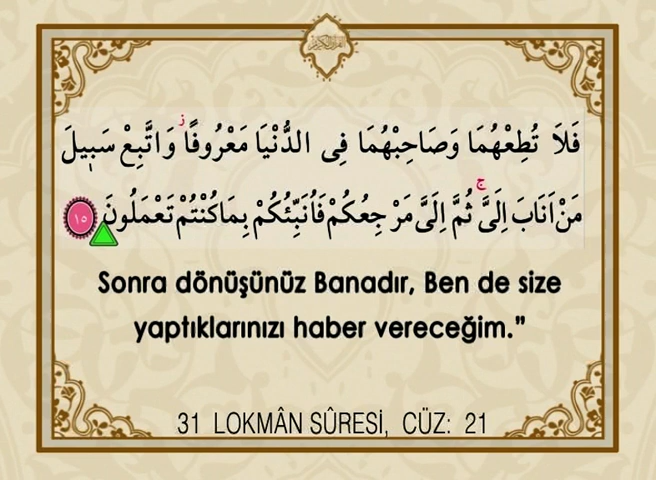 فَلَا تُطِعْهُمَا وَصَاحِبْهُمَا فِى الدُّنْيَا مَعْرُوفًاۘ وَاتَّبِعْ سَبِيلَ
مَنْ اَنَابَ اِلَىَّۚ ثُمَّ اِلَىَّ مَرْجِعُكُمْ فَاُنَبِّئُكُمْ بِمَا كُنْتُمْ تَعْمَلُونَ ١٥
Sonra dönüşünüz Banadır, Ben de size
yaptıklarınızı haber vereceğim.”
31 LOKMÂN SÛRESİ, CÜZ: 21